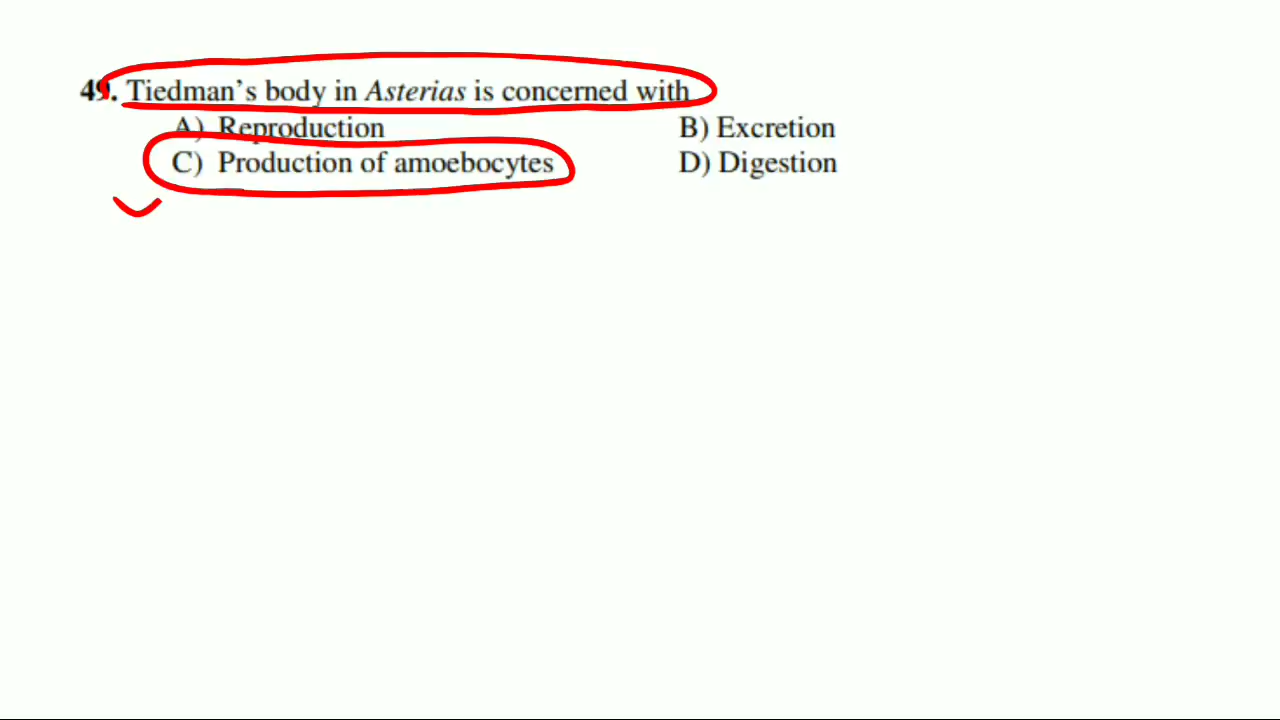 49. Tiedman's body in Asterias is concerned with
A) Reproduction B) Excretion
C) Production of amoebocytes D) Digestion